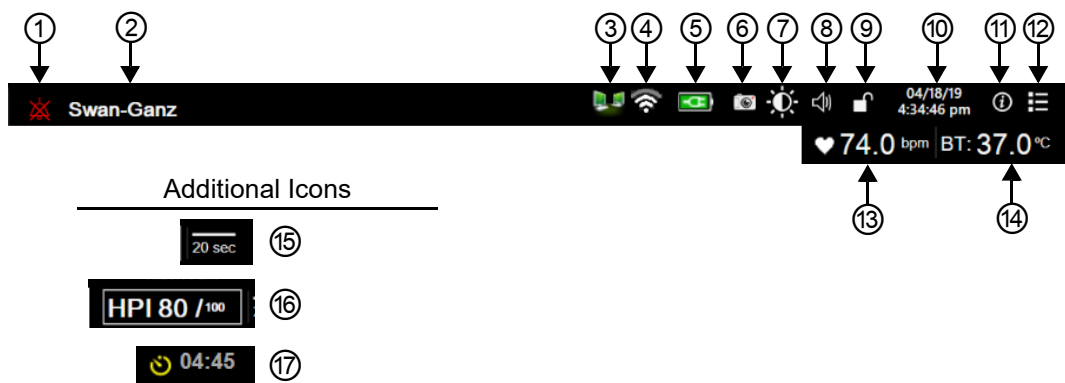 ① ② ③ ④ ⑤ ⑥ ⑦ ⑧ ⑨ ⑩ ⑪ ⑫
Swan-Ganz
04/18/19
4:34:46 pm
74.0 bpm BT: 37.0 ºC
⑬ ⑭
Additional Icons
20 sec ⑮
HPI 80 /100 ⑯
04:45 ⑰